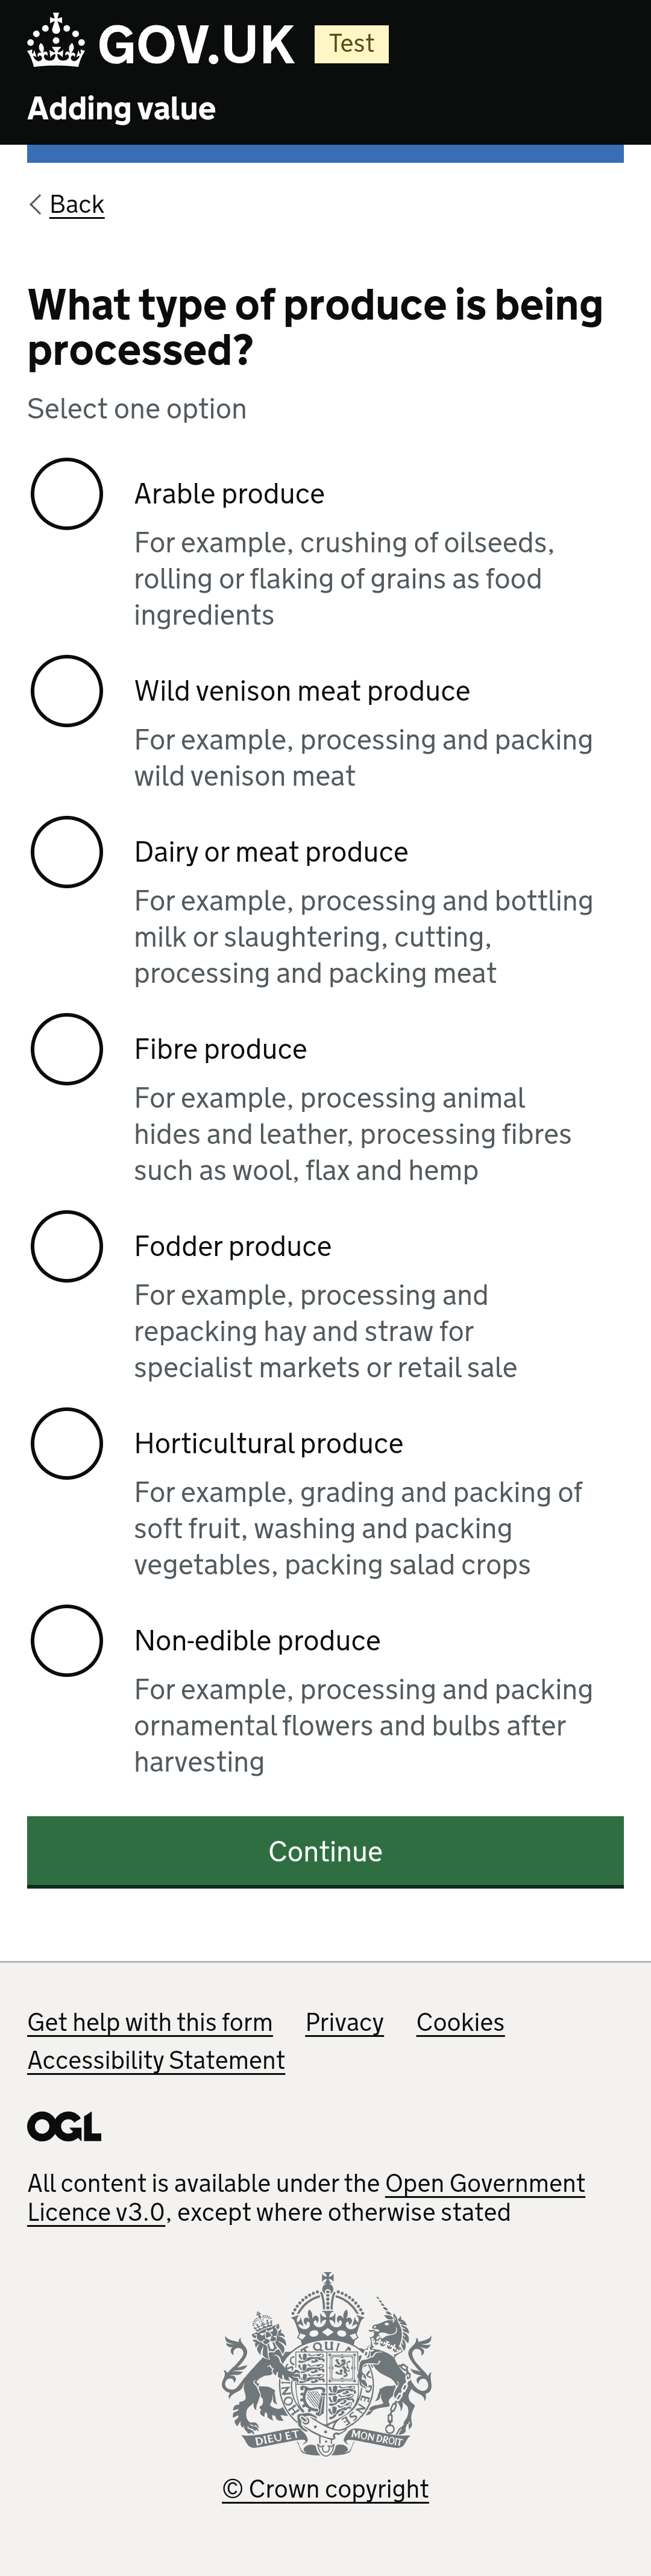 GOV.UK Test
Adding value
Back
What type of produce is being
processed?
Select one option
Arable produce
For example, crushing of oilseeds,
rolling or flaking of grains as food
ingredients
Wild venison meat produce
For example, processing and packing
wild venison meat
Dairy or meat produce
For example, processing and bottling
milk or slaughtering, cutting,
processing and packing meat
Fibre produce
For example, processing animal
hides and leather, processing fibres
such as wool, flax and hemp
Fodder produce
For example, processing and
repacking hay and straw for
specialist markets or retail sale
Horticultural produce
For example, grading and packing of
soft fruit, washing and packing
vegetables, packing salad crops
Non-edible produce
For example, processing and packing
ornamental flowers and bulbs after
harvesting
Continue
Get help with this form Privacy Cookies
Accessibility Statement
OGL
All content is available under the Open Government
Licence v3.0, except where otherwise stated
DIEU ET MON DROIT
© Crown copyright